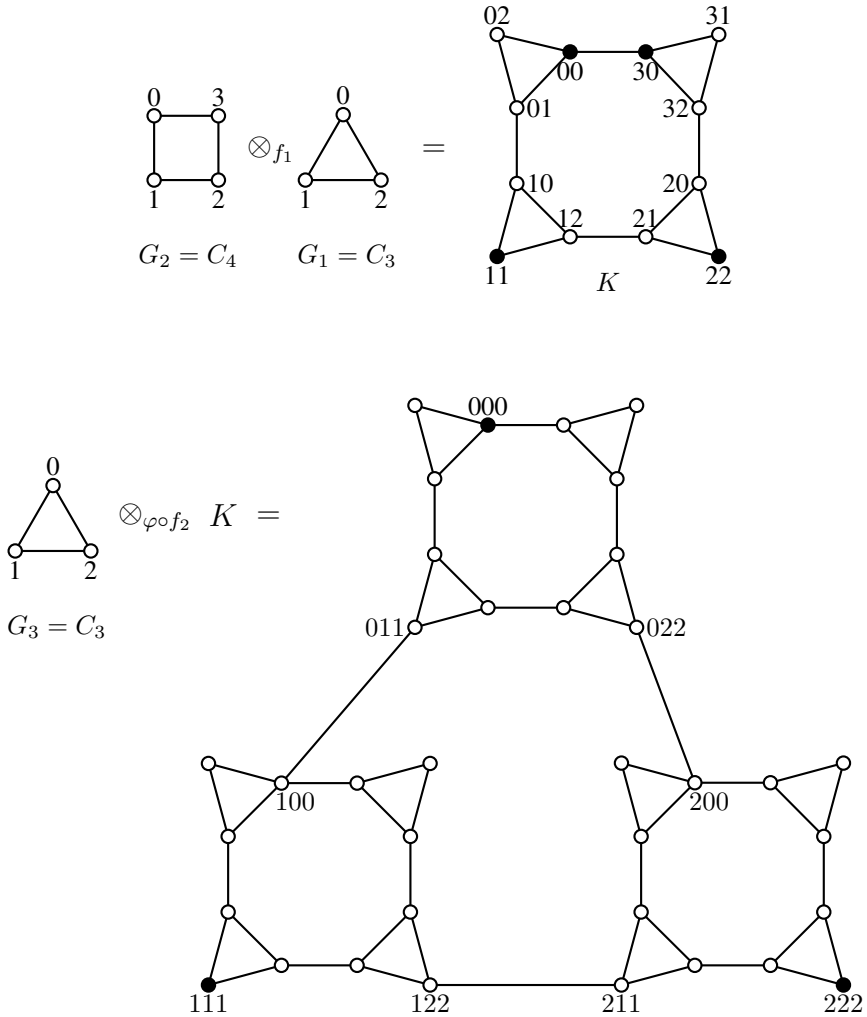 02 31
00 30
0 3 0
01 32
⊗f₁ =
10 20
1 2 1 2
12 21
G₂ = C₄ G₁ = C₃
11 K 22
000
0
⊗φ∘f₂ K =
1 2
G₃ = C₃ 011 022
100 200
111 122 211 222